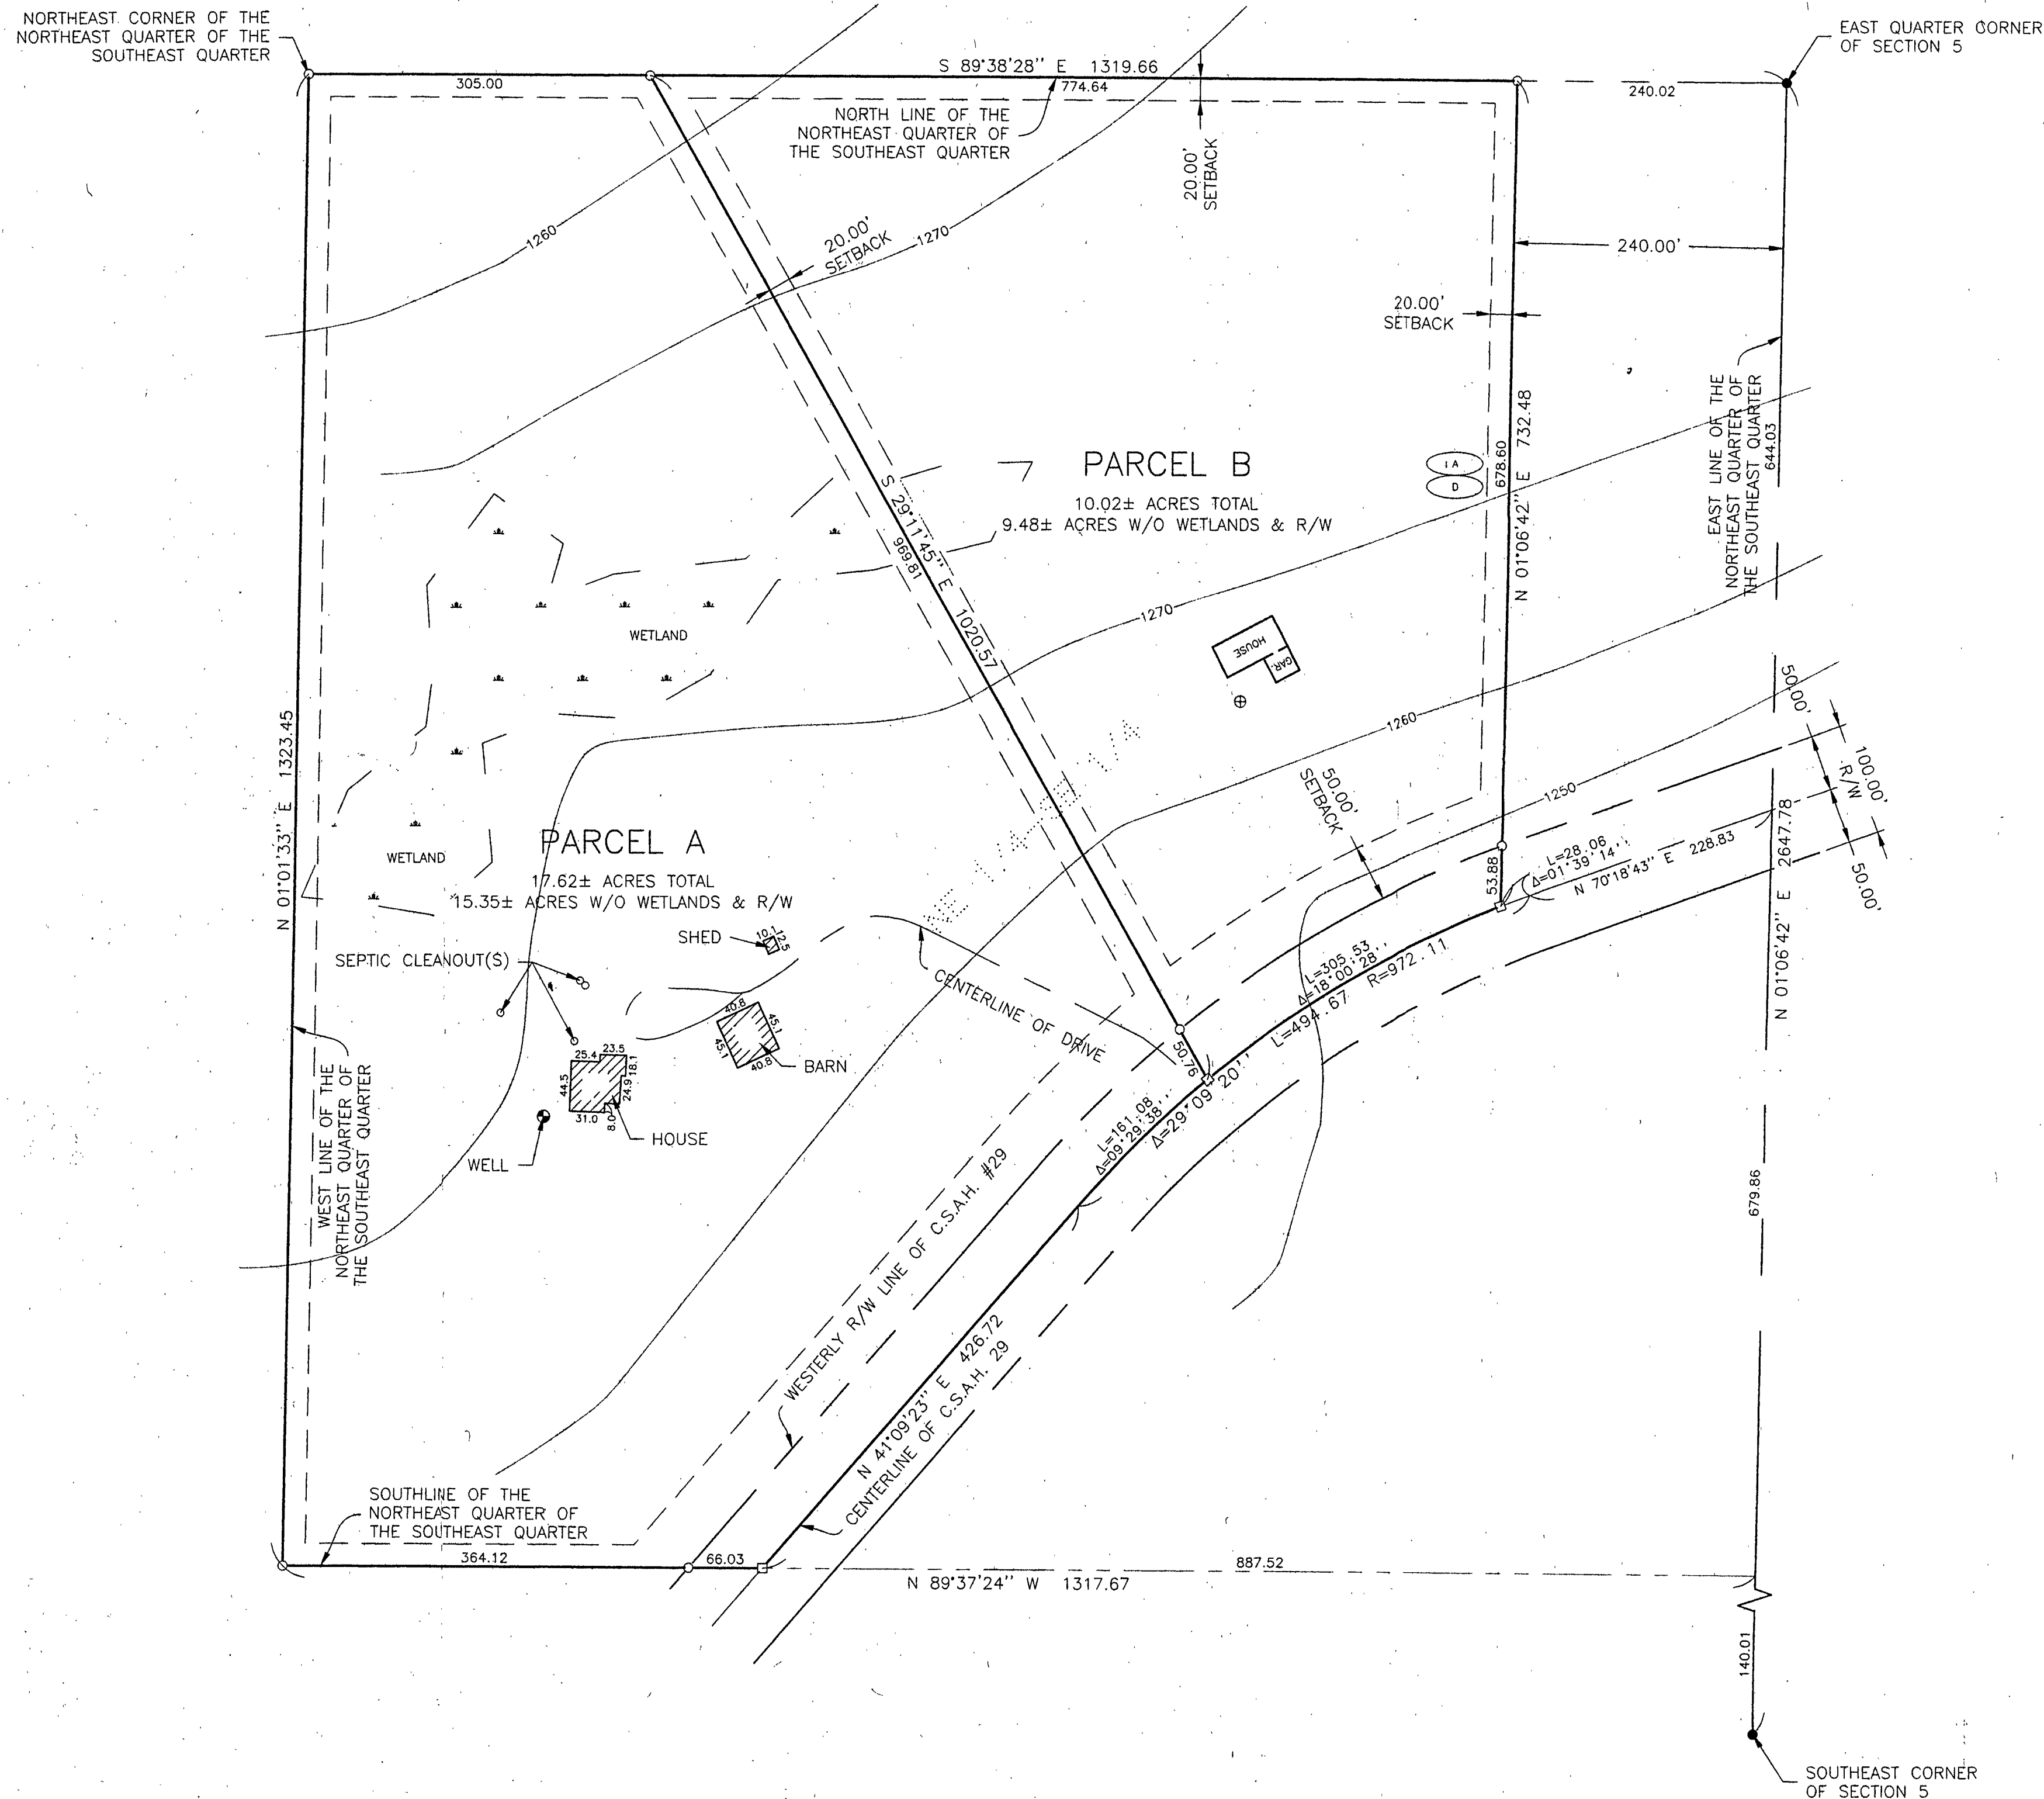 NORTHEAST CORNER OF THE
NORTHEAST QUARTER OF THE
SOUTHEAST QUARTER
EAST QUARTER CORNER
OF SECTION 5
S 89°38'28'' E 1319.66
305.00
774.64
240.02
NORTH LINE OF THE
NORTHEAST QUARTER OF
THE SOUTHEAST QUARTER
20.00'
SETBACK
1260
20.00'
SETBACK
1270
240.00'
20.00'
SETBACK
EAST LINE OF THE
NORTHEAST QUARTER OF
THE SOUTHEAST QUARTER
644.03
N 01°06'42'' E 732.48
678.60
1A
D
PARCEL B
10.02± ACRES TOTAL
9.48± ACRES W/O WETLANDS & R/W
S 29°11'45'' E 1020.57
969.81
WETLAND
1270
HOUSE
GAR.
1260
1250
50.00'
100.00'
R/W
50.00'
50.00'
SETBACK
NE 1/4-SE 1/4
N 01°01'33'' E 1323.45
WETLAND
PARCEL A
17.62± ACRES TOTAL
15.35± ACRES W/O WETLANDS & R/W
53.88
L=28.06
Δ=01°39'14''
N 70°18'43'' E 228.83
N 01°06'42'' E 2647.78
SHED
10.1
12.5
SEPTIC CLEANOUT(S)
CENTERLINE OF DRIVE
L=305.53
Δ=18°00'28''
L=494.67 R=972.11
Δ=29°09'20''
50.76
L=161.08
Δ=09°29'38''
40.8
45.1
45.1
40.8
BARN
25.4
23.5
18.1
44.5
24.9
31.0
8.0
HOUSE
WELL
WEST LINE OF THE
NORTHEAST QUARTER OF
THE SOUTHEAST QUARTER
679.86
WESTERLY R/W LINE OF C.S.A.H. #29
N 41°09'23'' E 426.72
CENTERLINE OF C.S.A.H. 29
SOUTHLINE OF THE
NORTHEAST QUARTER OF
THE SOUTHEAST QUARTER
364.12
66.03
887.52
N 89°37'24'' W 1317.67
140.01
SOUTHEAST CORNER
OF SECTION 5